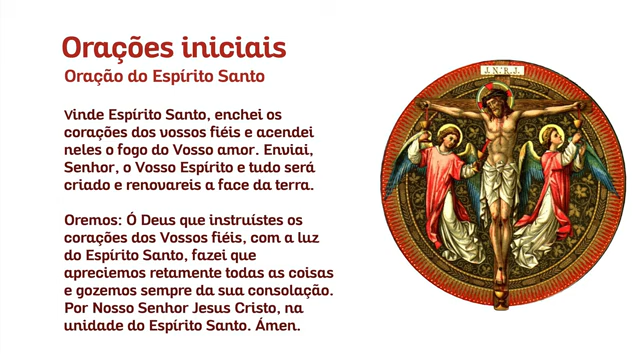 Orações iniciais
Oração do Espírito Santo
Vinde Espírito Santo, enchei os
corações dos vossos fiéis e acendei
neles o fogo do Vosso amor. Enviai,
Senhor, o Vosso Espírito e tudo será
criado e renovareis a face da terra.
Oremos: Ó Deus que instruístes os
corações dos Vossos fiéis, com a luz
do Espírito Santo, fazei que
apreciemos retamente todas as coisas
e gozemos sempre da sua consolação.
Por Nosso Senhor Jesus Cristo, na
unidade do Espírito Santo. Ámen.
J.N.R.J.